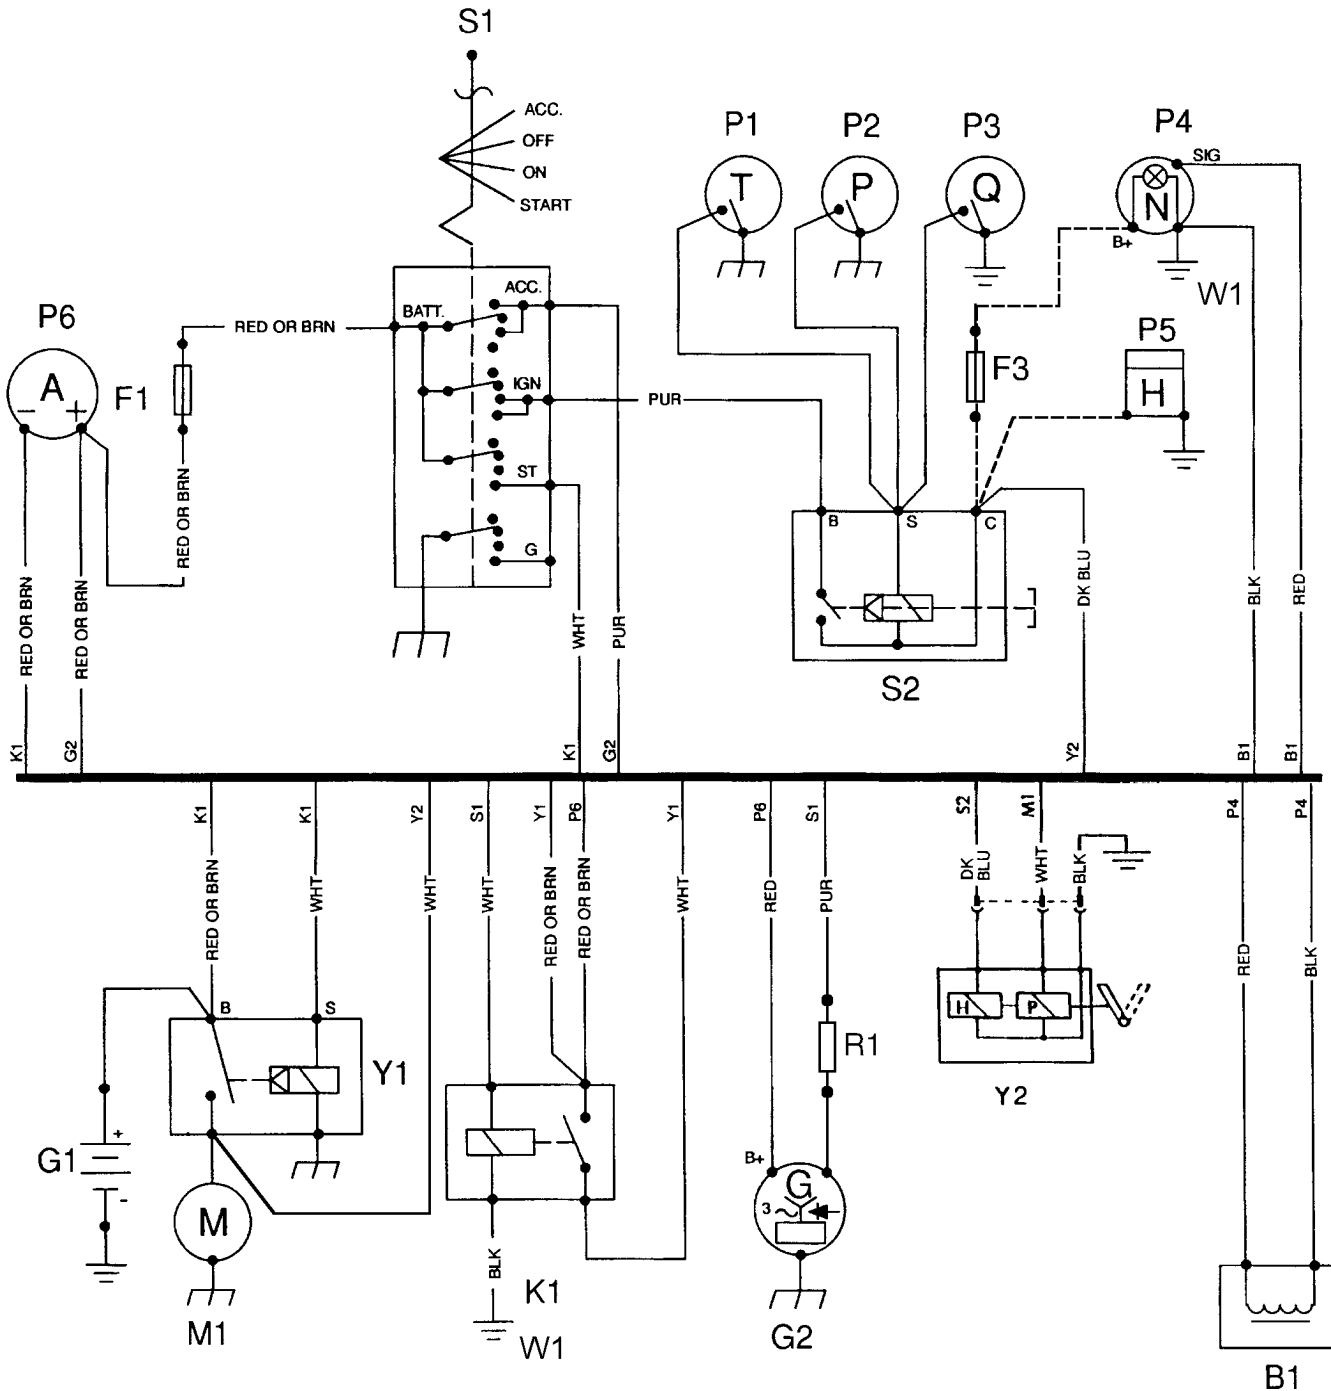 S1
ACC.
OFF
ON
START
P1
P2
P3
P4
T
P
Q
N
SIG
B+
W1
P6
A
− +
F1
RED OR BRN
RED OR BRN
BATT.
ACC.
IGN
ST
G
PUR
F3
P5
H
B
S
C
S2
RED OR BRN
RED OR BRN
WHT
PUR
DK BLU
BLK
RED
K1
G2
K1
G2
Y2
B1
B1
K1
K1
Y2
S1
Y1
P6
Y1
P6
S1
S2
M1
P4
P4
RED OR BRN
WHT
WHT
WHT
RED OR BRN
RED OR BRN
WHT
RED
PUR
DK
BLU
WHT
BLK
RED
BLK
B
S
Y1
G1
+
-
M
M1
BLK
K1
W1
R1
B+
G
3
G2
H
P
Y2
B1